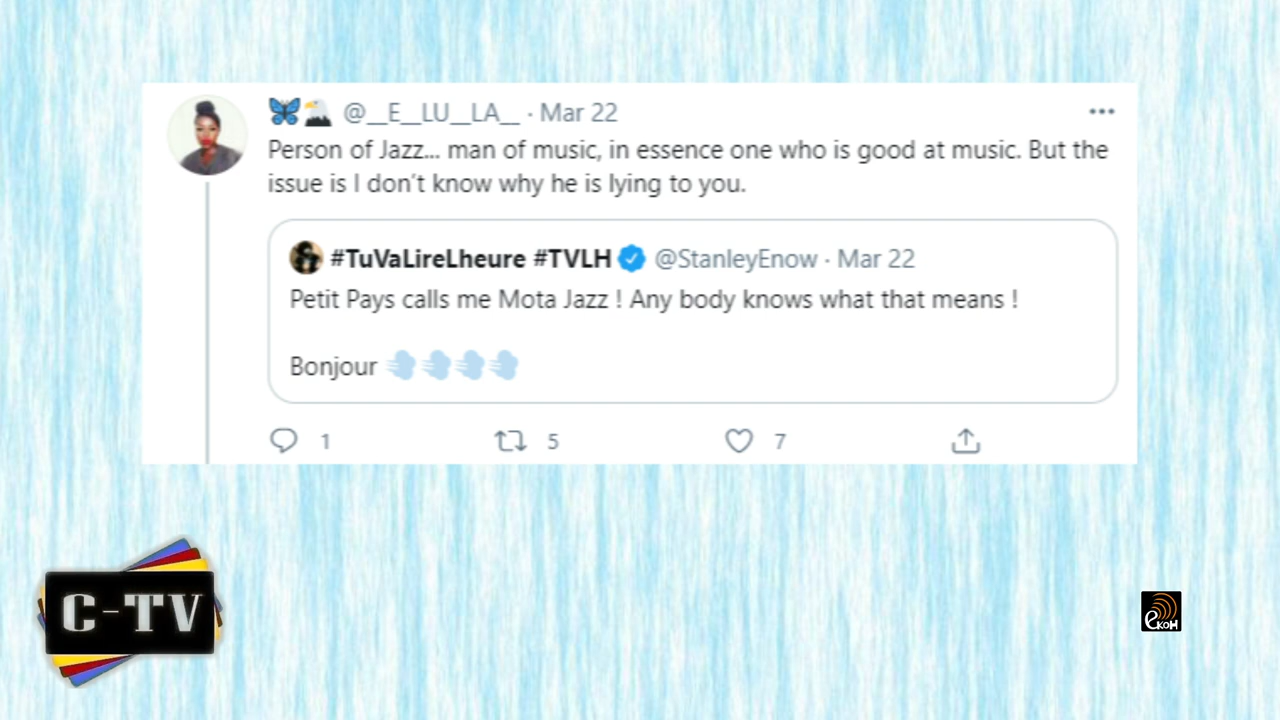 🦋🦅 @__E__LU__LA__ · Mar 22
Person of Jazz... man of music, in essence one who is good at music. But the
issue is I don't know why he is lying to you.
#TuVaLireLheure #TVLH @StanleyEnow · Mar 22
Petit Pays calls me Mota Jazz ! Any body knows what that means !
Bonjour 💨💨💨💨
1 5 7
C-TV
ekoM